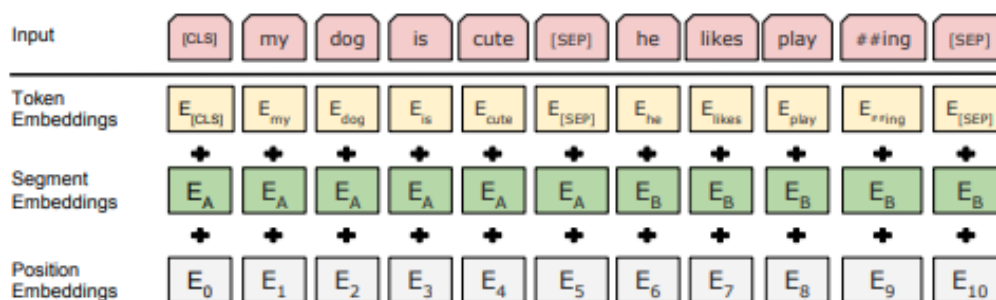 Input [CLS] my dog is cute [SEP] he likes play ##ing [SEP]
Token
Embeddings
E[CLS] Emy Edog Eis Ecute E[SEP] Ehe Elikes Eplay E##ing E[SEP]
+ + + + + + + + + + +
Segment
Embeddings
EA EA EA EA EA EA EB EB EB EB EB
+ + + + + + + + + + +
Position
Embeddings
E0 E1 E2 E3 E4 E5 E6 E7 E8 E9 E10